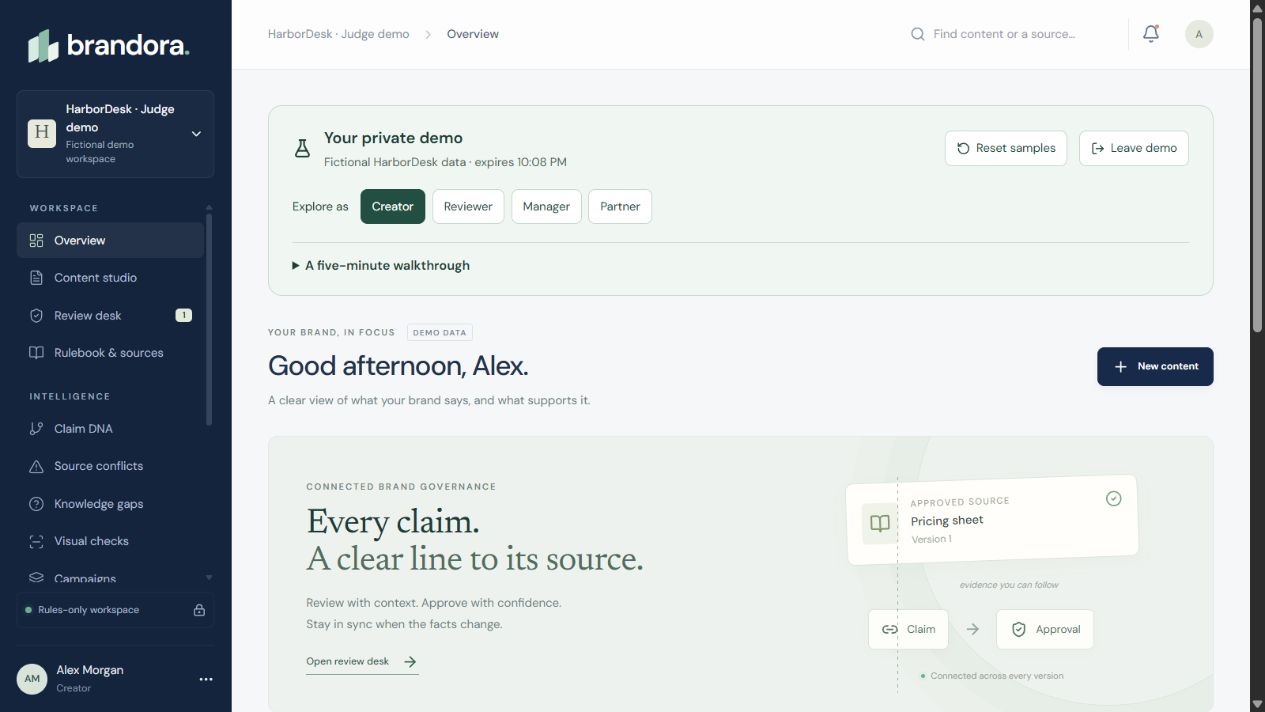 brandora.
H
HarborDesk · Judge
demo
Fictional demo
workspace
WORKSPACE
Overview
Content studio
Review desk
1
Rulebook & sources
INTELLIGENCE
Claim DNA
Source conflicts
Knowledge gaps
Visual checks
Campaigns
Rules-only workspace
AM
Alex Morgan
Creator
HarborDesk · Judge demo
Overview
Find content or a source...
A
Your private demo
Fictional HarborDesk data · expires 10:08 PM
Reset samples
Leave demo
Explore as
Creator
Reviewer
Manager
Partner
A five-minute walkthrough
YOUR BRAND, IN FOCUS
DEMO DATA
Good afternoon, Alex.
A clear view of what your brand says, and what supports it.
New content
CONNECTED BRAND GOVERNANCE
Every claim.
A clear line to its source.
Review with context. Approve with confidence.
Stay in sync when the facts change.
Open review desk
APPROVED SOURCE
Pricing sheet
Version 1
evidence you can follow
Claim
Approval
Connected across every version